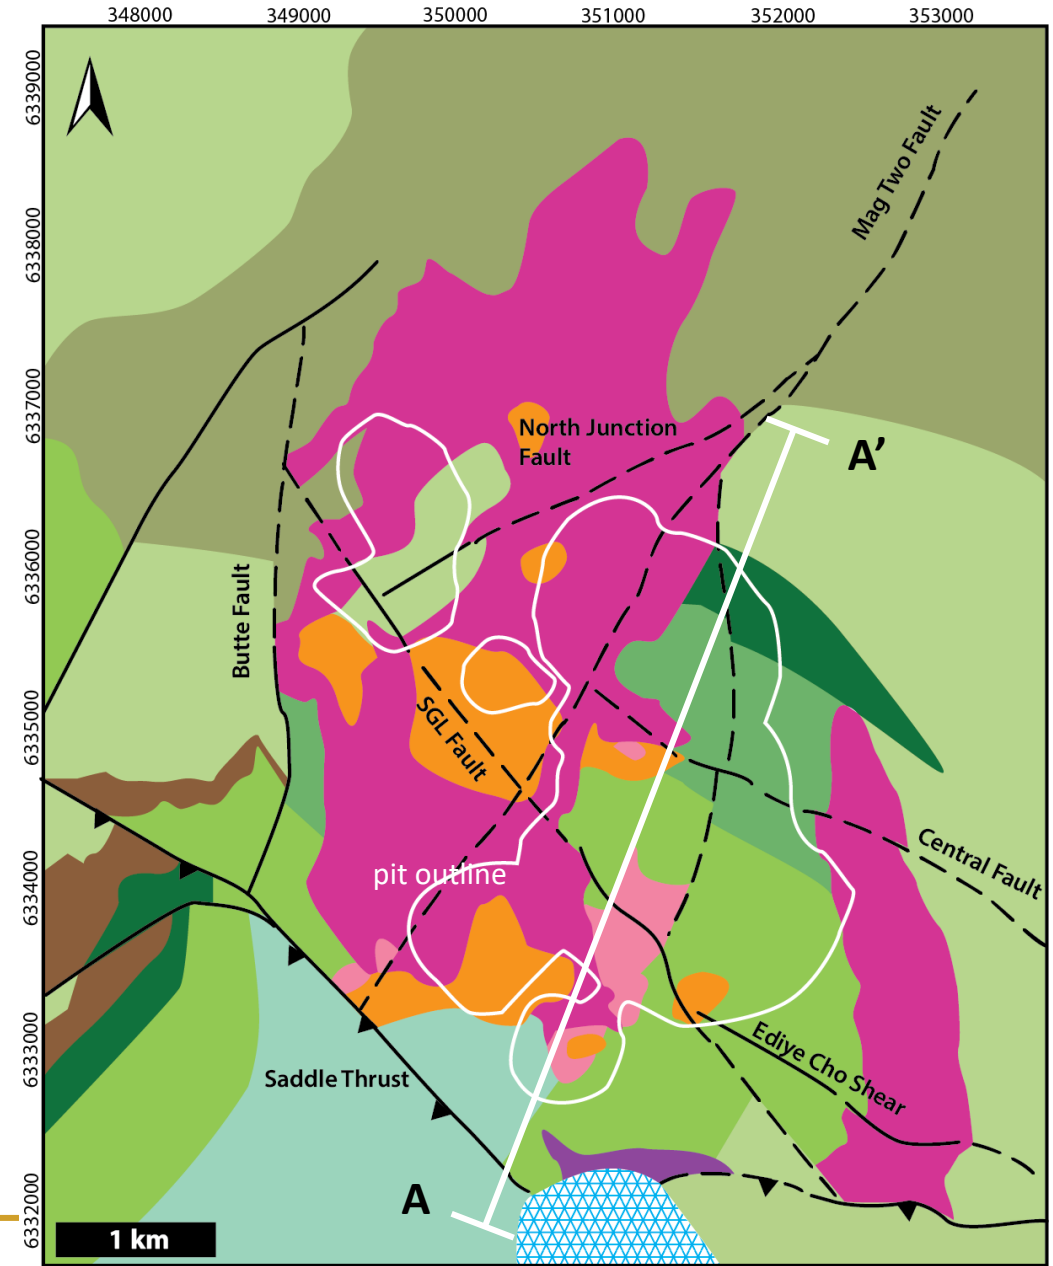 348000 349000 350000 351000 352000 353000
6339000
6338000
6337000
6336000
6335000
6334000
6333000
6332000
Mag Two Fault
North Junction
Fault
A'
Butte Fault
SGL Fault
pit outline
Central Fault
Ediye Cho Shear
Saddle Thrust
A
1 km